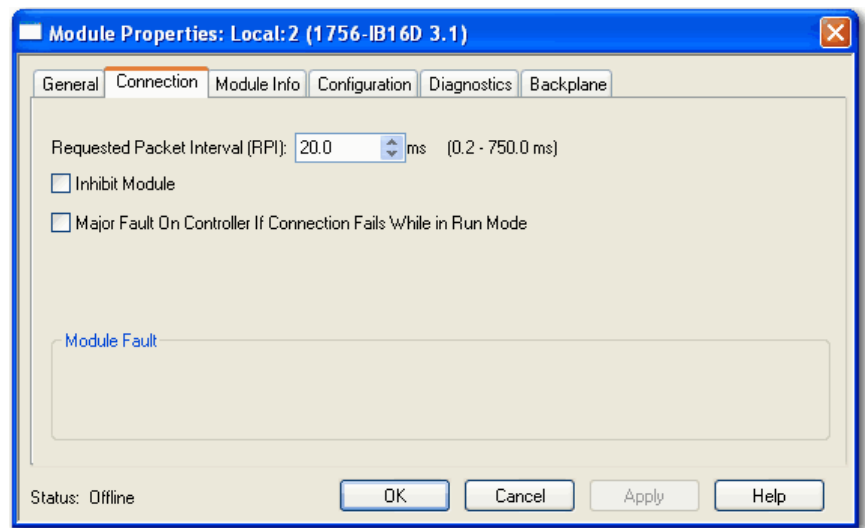 Module Properties: Local:2 (1756-IB16D 3.1)
General Connection Module Info Configuration Diagnostics Backplane
Requested Packet Interval (RPI): 20.0 ms (0.2 - 750.0 ms)
Inhibit Module
Major Fault On Controller If Connection Fails While in Run Mode
Module Fault
Status: Offline OK Cancel Apply Help